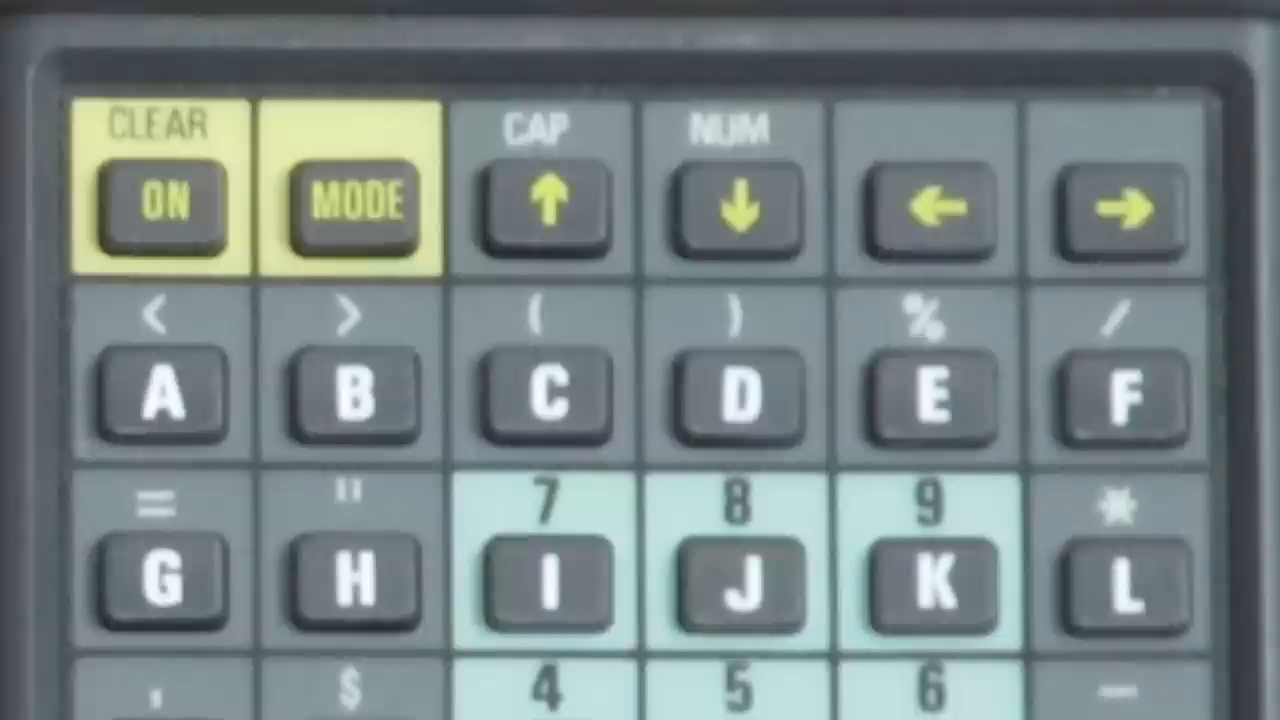 CLEAR CAP NUM
ON MODE ↑ ↓ ← →
< > ( ) % /
A B C D E F
= " 7 8 9 *
G H I J K L
, $ 4 5 6 -